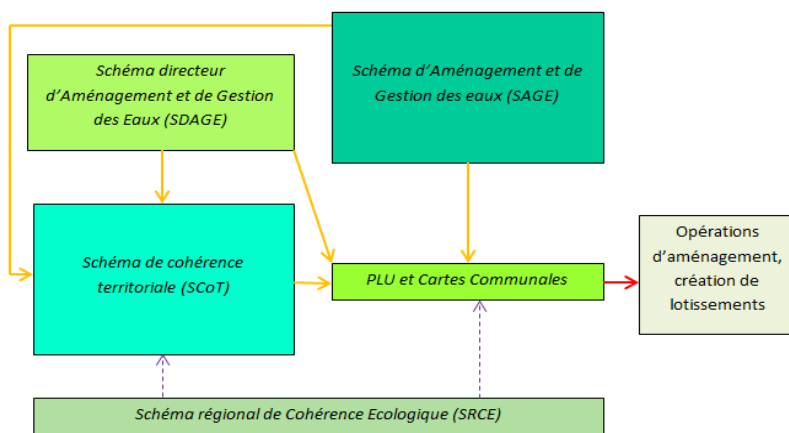 Schéma directeur
d'Aménagement et de Gestion
des Eaux (SDAGE)
Schéma d'Aménagement et de
Gestion des eaux (SAGE)
Schéma de cohérence
territoriale (SCoT)
PLU et Cartes Communales
Opérations
d'aménagement,
création de
lotissements
Schéma régional de Cohérence Ecologique (SRCE)